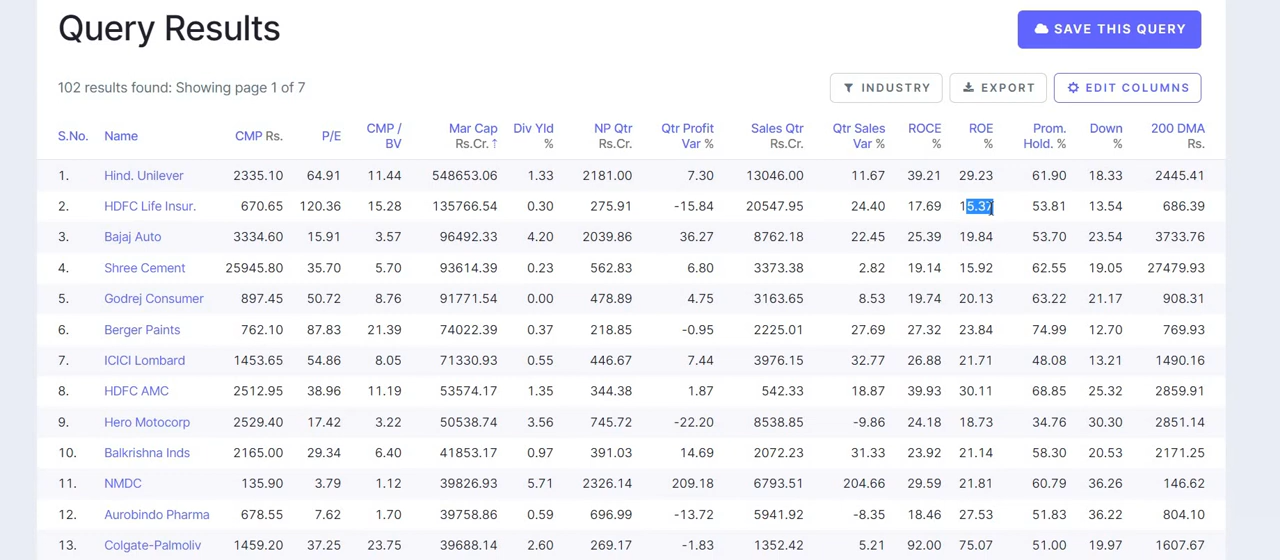 Query Results
SAVE THIS QUERY
102 results found: Showing page 1 of 7
INDUSTRY
EXPORT
EDIT COLUMNS
S.No. Name CMP Rs. P/E CMP / BV Mar Cap Rs.Cr. ↑ Div Yld % NP Qtr Rs.Cr. Qtr Profit Var % Sales Qtr Rs.Cr. Qtr Sales Var % ROCE % ROE % Prom. Hold. % Down % 200 DMA Rs.
1. Hind. Unilever 2335.10 64.91 11.44 548653.06 1.33 2181.00 7.30 13046.00 11.67 39.21 29.23 61.90 18.33 2445.41
2. HDFC Life Insur. 670.65 120.36 15.28 135766.54 0.30 275.91 -15.84 20547.95 24.40 17.69 15.37 53.81 13.54 686.39
3. Bajaj Auto 3334.60 15.91 3.57 96492.33 4.20 2039.86 36.27 8762.18 22.45 25.39 19.84 53.70 23.54 3733.76
4. Shree Cement 25945.80 35.70 5.70 93614.39 0.23 562.83 6.80 3373.38 2.82 19.14 15.92 62.55 19.05 27479.93
5. Godrej Consumer 897.45 50.72 8.76 91771.54 0.00 478.89 4.75 3163.65 8.53 19.74 20.13 63.22 21.17 908.31
6. Berger Paints 762.10 87.83 21.39 74022.39 0.37 218.85 -0.95 2225.01 27.69 27.32 23.84 74.99 12.70 769.93
7. ICICI Lombard 1453.65 54.86 8.05 71330.93 0.55 446.67 7.44 3976.15 32.77 26.88 21.71 48.08 13.21 1490.16
8. HDFC AMC 2512.95 38.96 11.19 53574.17 1.35 344.38 1.87 542.33 18.87 39.93 30.11 68.85 25.32 2859.91
9. Hero Motocorp 2529.40 17.42 3.22 50538.74 3.56 745.72 -22.20 8538.85 -9.86 24.18 18.73 34.76 30.30 2851.14
10. Balkrishna Inds 2165.00 29.34 6.40 41853.17 0.97 391.03 14.69 2072.23 31.33 23.92 21.14 58.30 20.53 2171.25
11. NMDC 135.90 3.79 1.12 39826.93 5.71 2326.14 209.18 6793.51 204.66 29.59 21.81 60.79 36.26 146.62
12. Aurobindo Pharma 678.55 7.62 1.70 39758.86 0.59 696.99 -13.72 5941.92 -8.35 18.46 27.53 51.83 36.22 804.10
13. Colgate-Palmoliv 1459.20 37.25 23.75 39688.14 2.60 269.17 -1.83 1352.42 5.21 92.00 75.07 51.00 19.97 1607.67